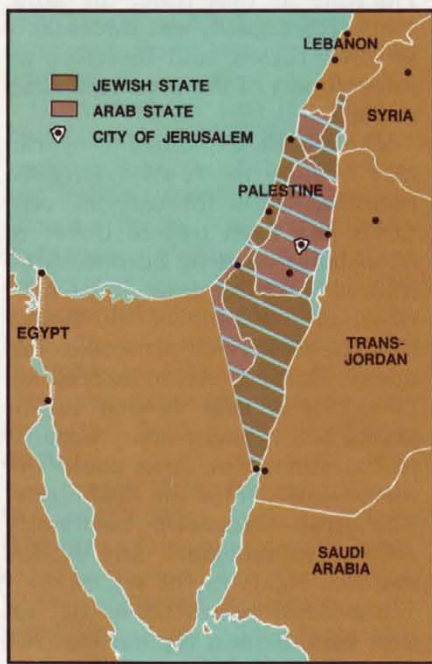 LEBANON
JEWISH STATE
ARAB STATE
CITY OF JERUSALEM
SYRIA
PALESTINE
EGYPT
TRANS-
JORDAN
SAUDI
ARABIA